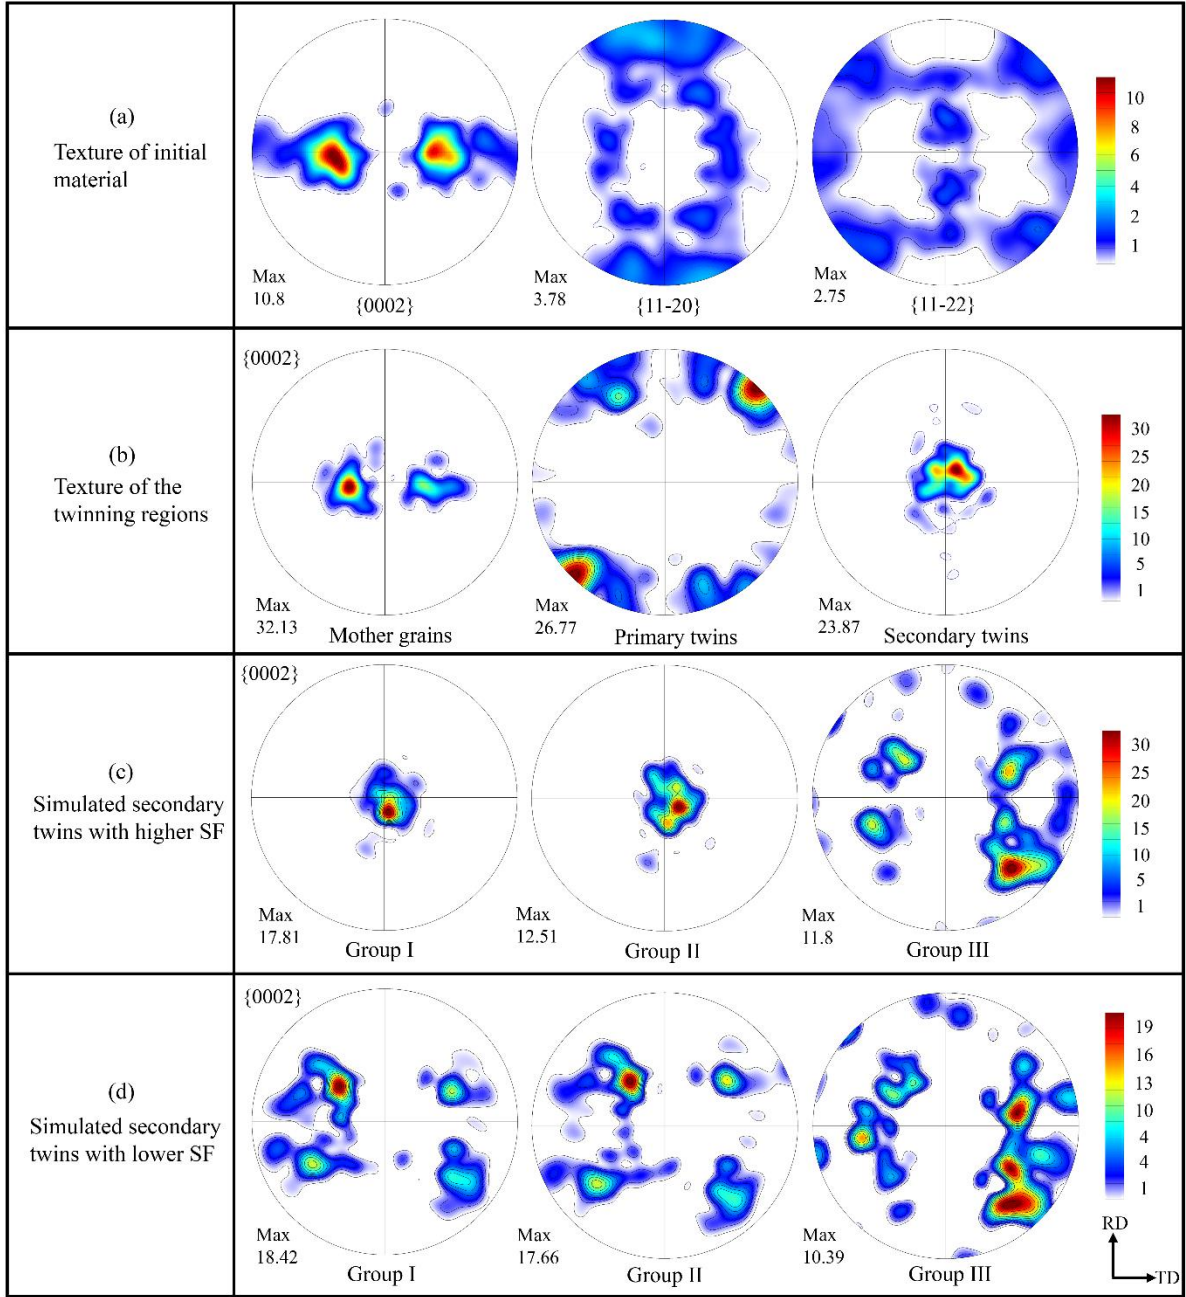 (a)
Texture of initial
material
Max
10.8
{0002}
Max
3.78
{11-20}
Max
2.75
{11-22}
10
8
6
4
2
1
(b)
Texture of the
twinning regions
{0002}
Max
32.13
Mother grains
Max
26.77
Primary twins
Max
23.87
Secondary twins
30
25
20
15
10
5
1
(c)
Simulated secondary
twins with higher SF
{0002}
Max
17.81
Group I
Max
12.51
Group II
Max
11.8
Group III
30
25
20
15
10
5
1
(d)
Simulated secondary
twins with lower SF
{0002}
Max
18.42
Group I
Max
17.66
Group II
Max
10.39
Group III
19
16
13
10
4
4
1
RD
TD